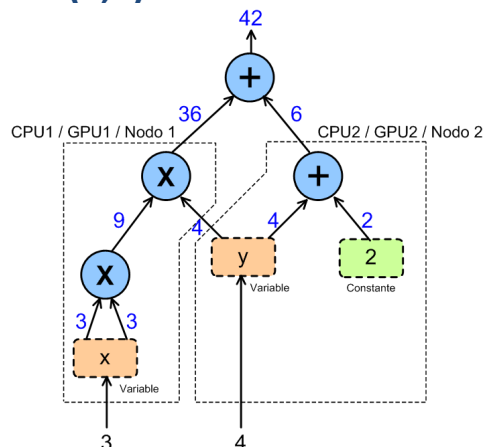 42
+
36
6
CPU1 / GPU1 / Nodo 1
CPU2 / GPU2 / Nodo 2
X
+
9
4
4
2
y
2
Variable
Constante
X
3
3
x
Variable
3
4